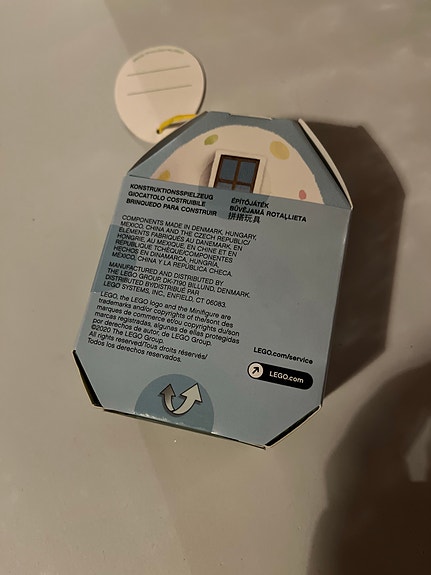 KONSTRUKTIONSSPIELZEUG
GIOCATTOLO COSTRUIBILE
BRINQUEDO PARA CONSTRUIR
ÉPÍTŐJÁTÉK
BŪVĒJAMĀ ROTAĻLIETA
拼搭玩具
COMPONENTS MADE IN DENMARK, HUNGARY,
MEXICO, CHINA AND THE CZECH REPUBLIC/
ÉLÉMENTS FABRIQUÉS AU DANEMARK, EN
HONGRIE, AU MEXIQUE, EN CHINE ET EN
RÉPUBLIQUE TCHÈQUE/COMPONENTES
HECHOS EN DINAMARCA, HUNGRÍA,
MÉXICO, CHINA Y LA REPÚBLICA CHECA.
MANUFACTURED AND DISTRIBUTED BY
THE LEGO GROUP, DK-7190 BILLUND, DENMARK.
DISTRIBUTED BY/DISTRIBUÉ PAR
LEGO SYSTEMS, INC., ENFIELD, CT 06083.
LEGO, the LEGO logo and the Minifigure are
trademarks and/or copyrights of the/sont des
marques de commerce et/ou copyrights du/son
marcas registradas, algunas de ellas protegidas
por derechos de autor, de LEGO Group.
©2020 The LEGO Group.
All rights reserved/Tous droits réservés/
Todos los derechos reservados.
LEGO.com/service
LEGO.com